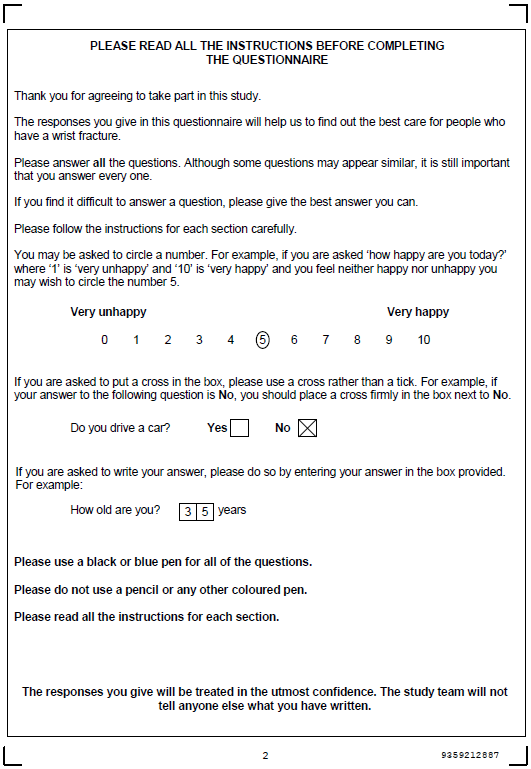 PLEASE READ ALL THE INSTRUCTIONS BEFORE COMPLETING
THE QUESTIONNAIRE
Thank you for agreeing to take part in this study.
The responses you give in this questionnaire will help us to find out the best care for people who
have a wrist fracture.
Please answer all the questions. Although some questions may appear similar, it is still important
that you answer every one.
If you find it difficult to answer a question, please give the best answer you can.
Please follow the instructions for each section carefully.
You may be asked to circle a number. For example, if you are asked ‘how happy are you today?’
where ‘1’ is ‘very unhappy’ and ‘10’ is ‘very happy’ and you feel neither happy nor unhappy you
may wish to circle the number 5.
Very unhappy Very happy
0 1 2 3 4 5 6 7 8 9 10
If you are asked to put a cross in the box, please use a cross rather than a tick. For example, if
your answer to the following question is No, you should place a cross firmly in the box next to No.
Do you drive a car? Yes No
If you are asked to write your answer, please do so by entering your answer in the box provided.
For example:
How old are you? 3 5 years
Please use a black or blue pen for all of the questions.
Please do not use a pencil or any other coloured pen.
Please read all the instructions for each section.
The responses you give will be treated in the utmost confidence. The study team will not
tell anyone else what you have written.
2 9359212887